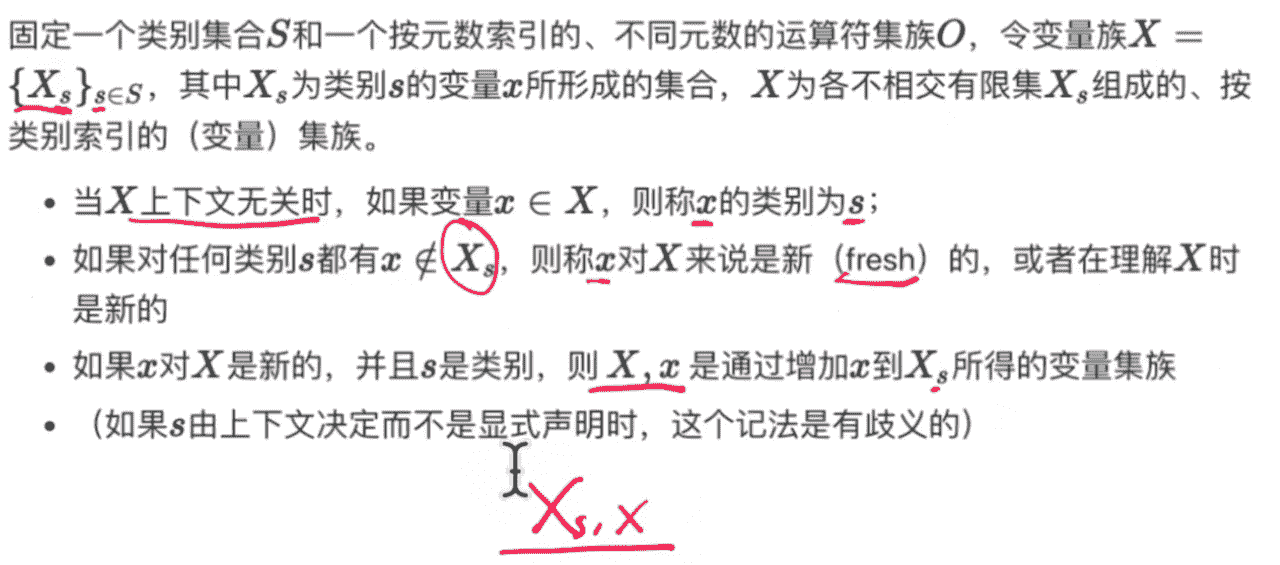 固定一个类别集合S和一个按元数索引的、不同元数的运算符集族O，令变量族X =
{Xₛ}ₛ∈S，其中Xₛ为类别s的变量x所形成的集合，X为各不相交有限集Xₛ组成的、按
类别索引的（变量）集族。
• 当X上下文无关时，如果变量x ∈ X，则称x的类别为s；
• 如果对任何类别s都有x ∉ Xₛ，则称x对X来说是新（fresh）的，或者在理解X时
是新的
• 如果x对X是新的，并且s是类别，则 X , x 是通过增加x到Xₛ所得的变量集族
• （如果s由上下文决定而不是显式声明时，这个记法是有歧义的）
Xₛ, x